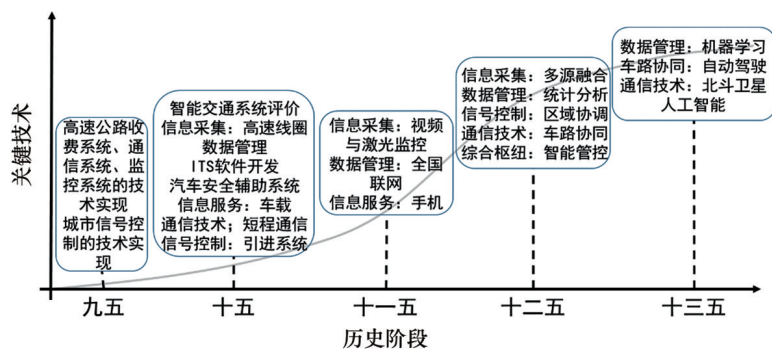 关键技术
高速公路收
费系统、通
信系统、监
控系统的技
术实现
城市信号控
制的技术实
现
智能交通系统评价
信息采集：高速线圈
数据管理
ITS软件开发
汽车安全辅助系统
信息服务：车载
通信技术；短程通信
信号控制：引进系统
信息采集：视频
与激光监控
数据管理：全国
联网
信息服务：手机
信息采集：多源融合
数据管理：统计分析
信号控制：区域协调
通信技术：车路协同
综合枢纽：智能管控
数据管理：机器学习
车路协同：自动驾驶
通信技术：北斗卫星
人工智能
九五
十五
十一五
十二五
十三五
历史阶段